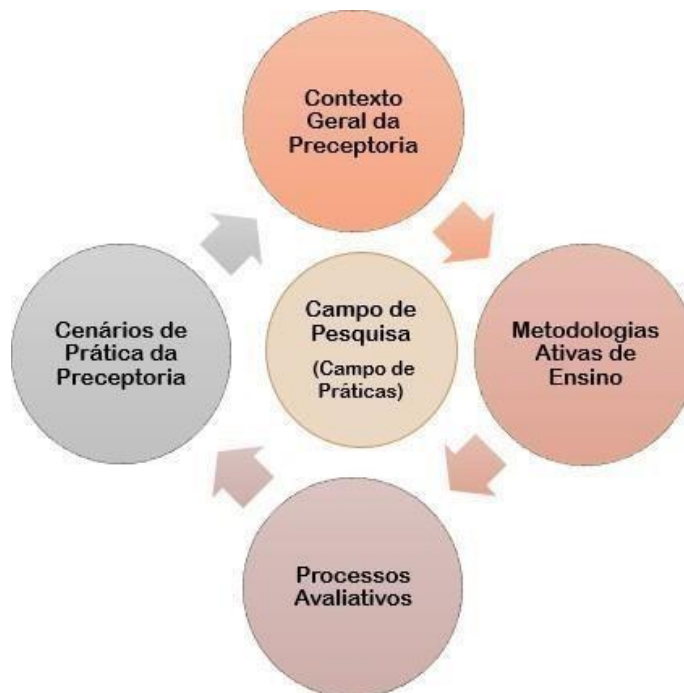 Contexto
Geral da
Preceptoria
Cenários de
Prática da
Preceptoria
Campo de
Pesquisa
(Campo de
Práticas)
Metodologias
Ativas de
Ensino
Processos
Avaliativos